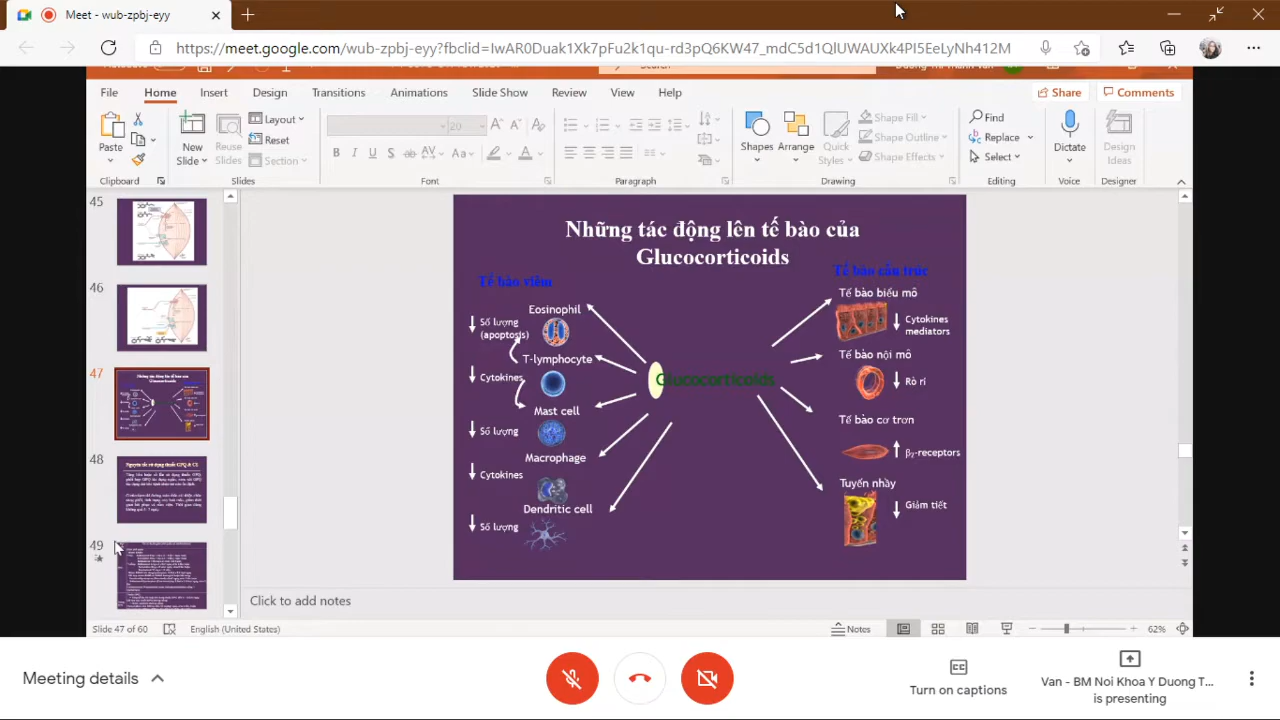 Meet - wub-zpbj-eyy
https://meet.google.com/wub-zpbj-eyy?fbclid=IwAR0Duak1Xk7pFu2k1qu-rd3pQ6KW47_mdC5d1QlUWAUXk4PI5EeLyNh412M
File Home Insert Design Transitions Animations Slide Show Review View Help Share Comments
Paste
New Slide
Reuse Slides
Layout
Reset
Section
20
Shapes
Arrange
Quick Styles
Shape Fill
Shape Outline
Shape Effects
Find
Replace
Select
Dictate
Design Ideas
Clipboard Slides Font Paragraph Drawing Editing Voice Designer
45
46
47
48
49
Những tác động lên tế bào của
Glucocorticoids
Tế bào viêm
Eosinophil
Số lượng
(apoptosis)
T-lymphocyte
Cytokines
Mast cell
Số lượng
Macrophage
Cytokines
Dendritic cell
Số lượng
Glucocorticoids
Tế bào cấu trúc
Tế bào biểu mô
Cytokines
mediators
Tế bào nội mô
Rò rỉ
Tế bào cơ trơn
β2-receptors
Tuyến nhày
Giảm tiết
Click to add notes
Slide 47 of 60 English (United States) Notes 62%
Meeting details
Turn on captions
Van - BM Noi Khoa Y Duong T...
is presenting